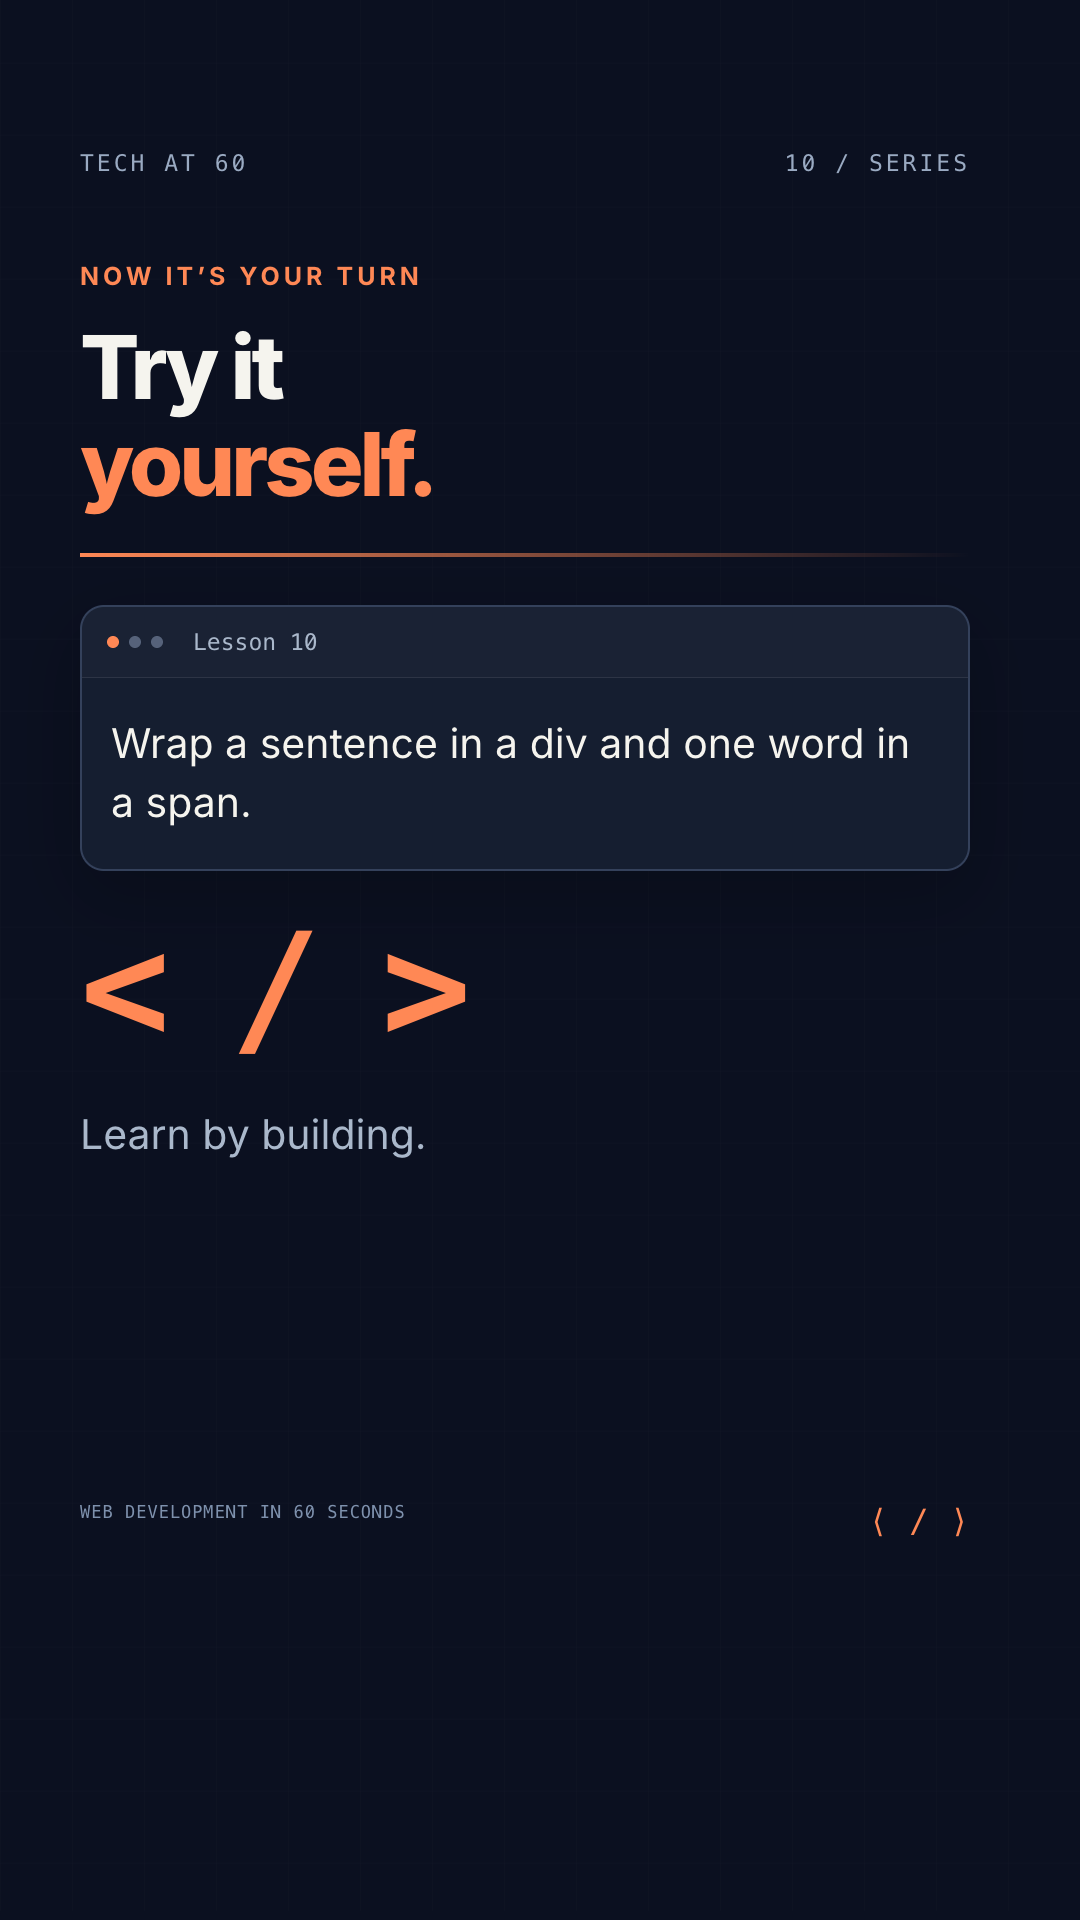 TECH AT 60
10 / SERIES
NOW IT’S YOUR TURN
Try it
yourself.
Lesson 10
Wrap a sentence in a div and one word in
a span.
< / >
Learn by building.
WEB DEVELOPMENT IN 60 SECONDS
⟨ / ⟩